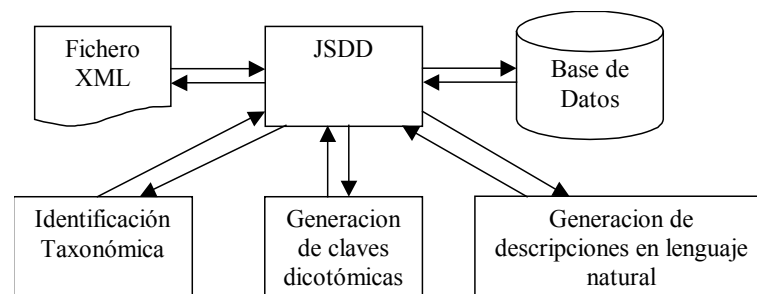 Fichero
XML
JSDD
Base de
Datos
Identificación
Taxonómica
Generacion
de claves
dicotómicas
Generacion de
descripciones en lenguaje
natural